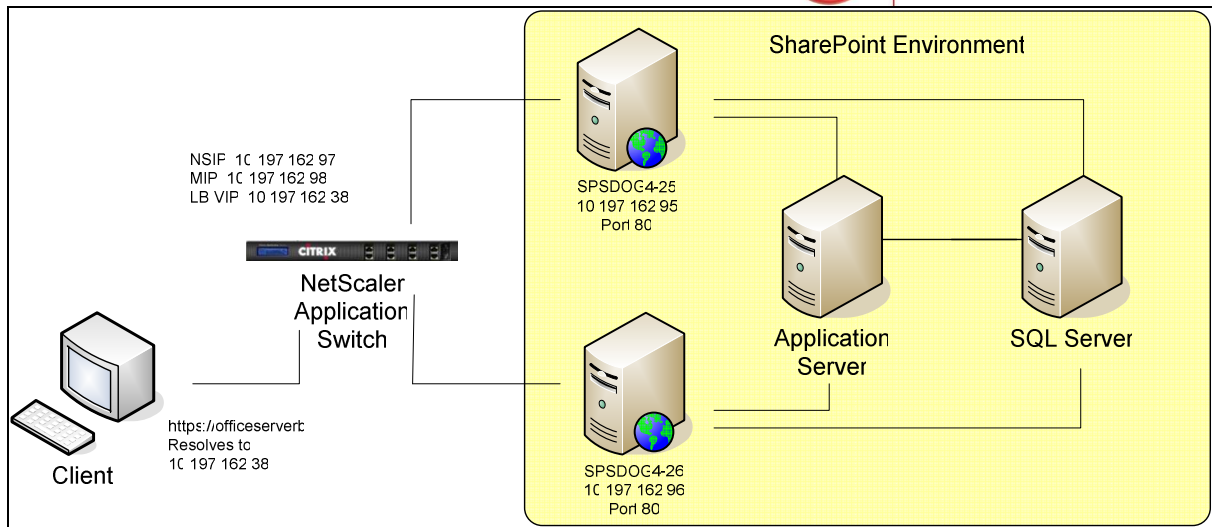 SharePoint Environment
NSIP 10 197 162 97
MIP 10 197 162 98
LB VIP 10 197 162 38
SPSDOG4-25
10 197 162 95
Port 80
CITRIX
NetScaler
Application
Switch
Application
Server
SQL Server
https://officeserverb
Resolves to
10 197 162 38
Client
SPSDOG4-26
10 197 162 96
Port 80